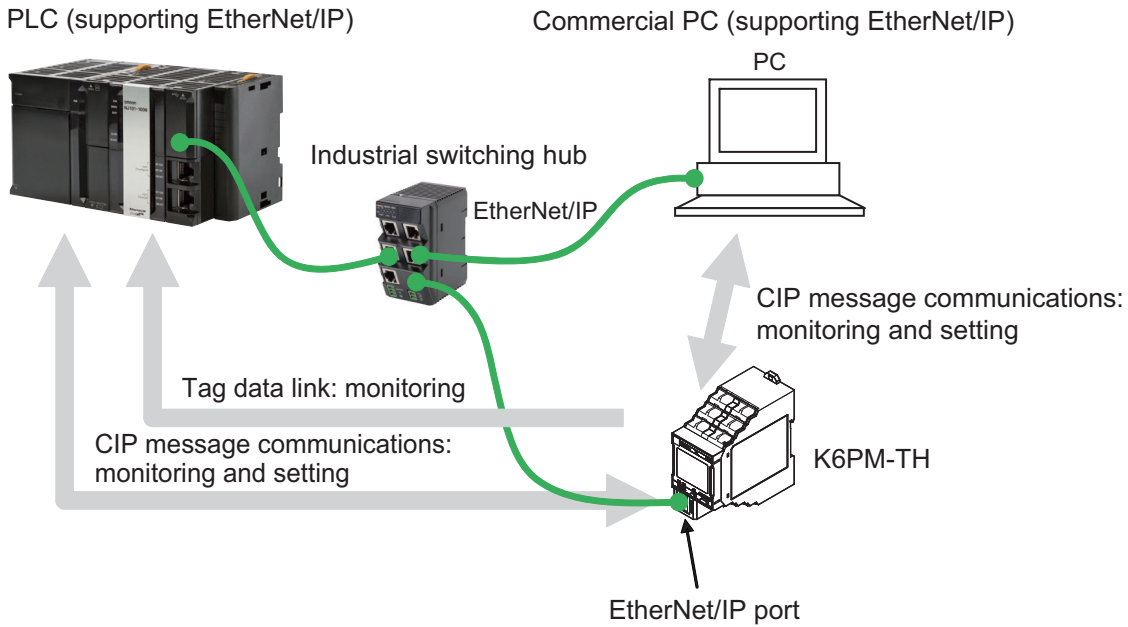 PLC (supporting EtherNet/IP)
Commercial PC (supporting EtherNet/IP)
PC
Industrial switching hub
EtherNet/IP
CIP message communications:
monitoring and setting
Tag data link: monitoring
CIP message communications:
monitoring and setting
K6PM-TH
EtherNet/IP port